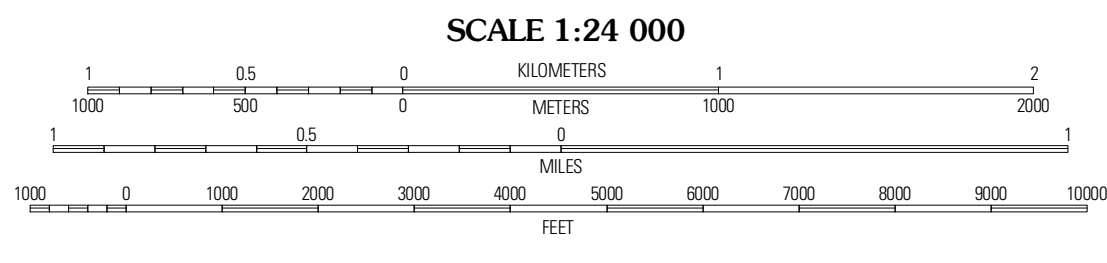 SCALE 1:24 000
1 0.5 0 KILOMETERS 1 2
1000 500 0 METERS 1000 2000
1 0.5 0 1
MILES
1000 0 1000 2000 3000 4000 5000 6000 7000 8000 9000 10000
FEET